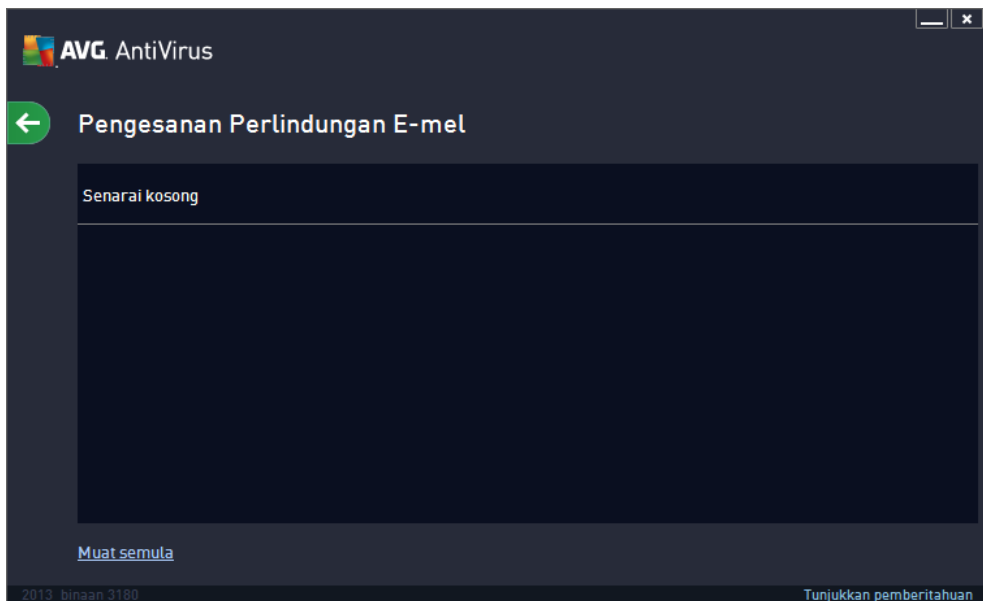 AVG. AntiVirus
Pengesanan Perlindungan E-mel
Senarai kosong
Muat semula
2013 binaan 3180
Tunjukkan pemberitahuan